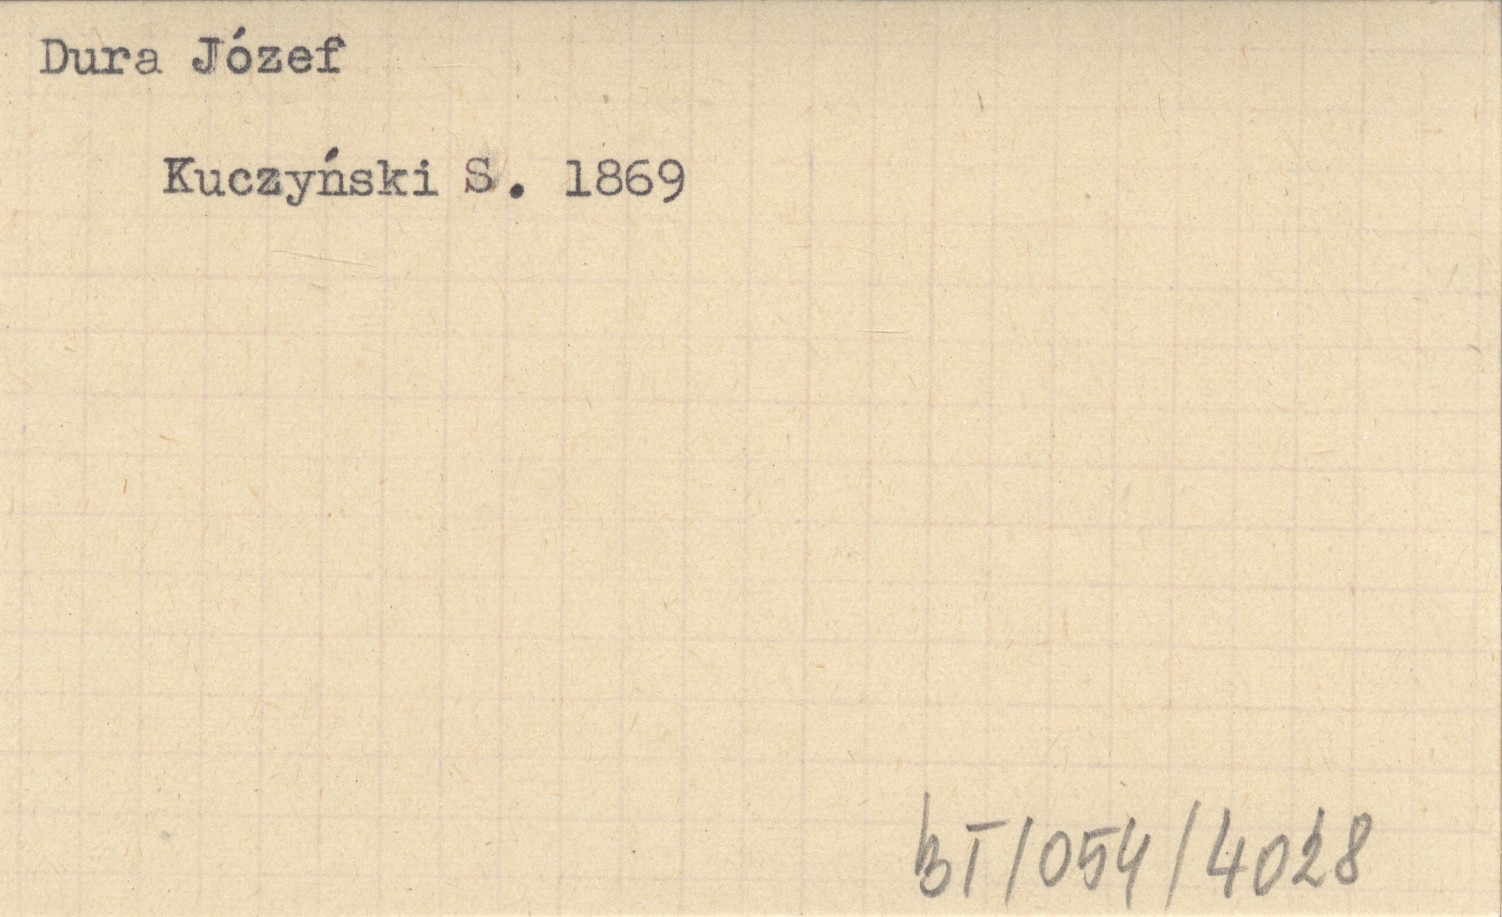 Dura Józef
Kuczyński S. 1869
BT/054/4028